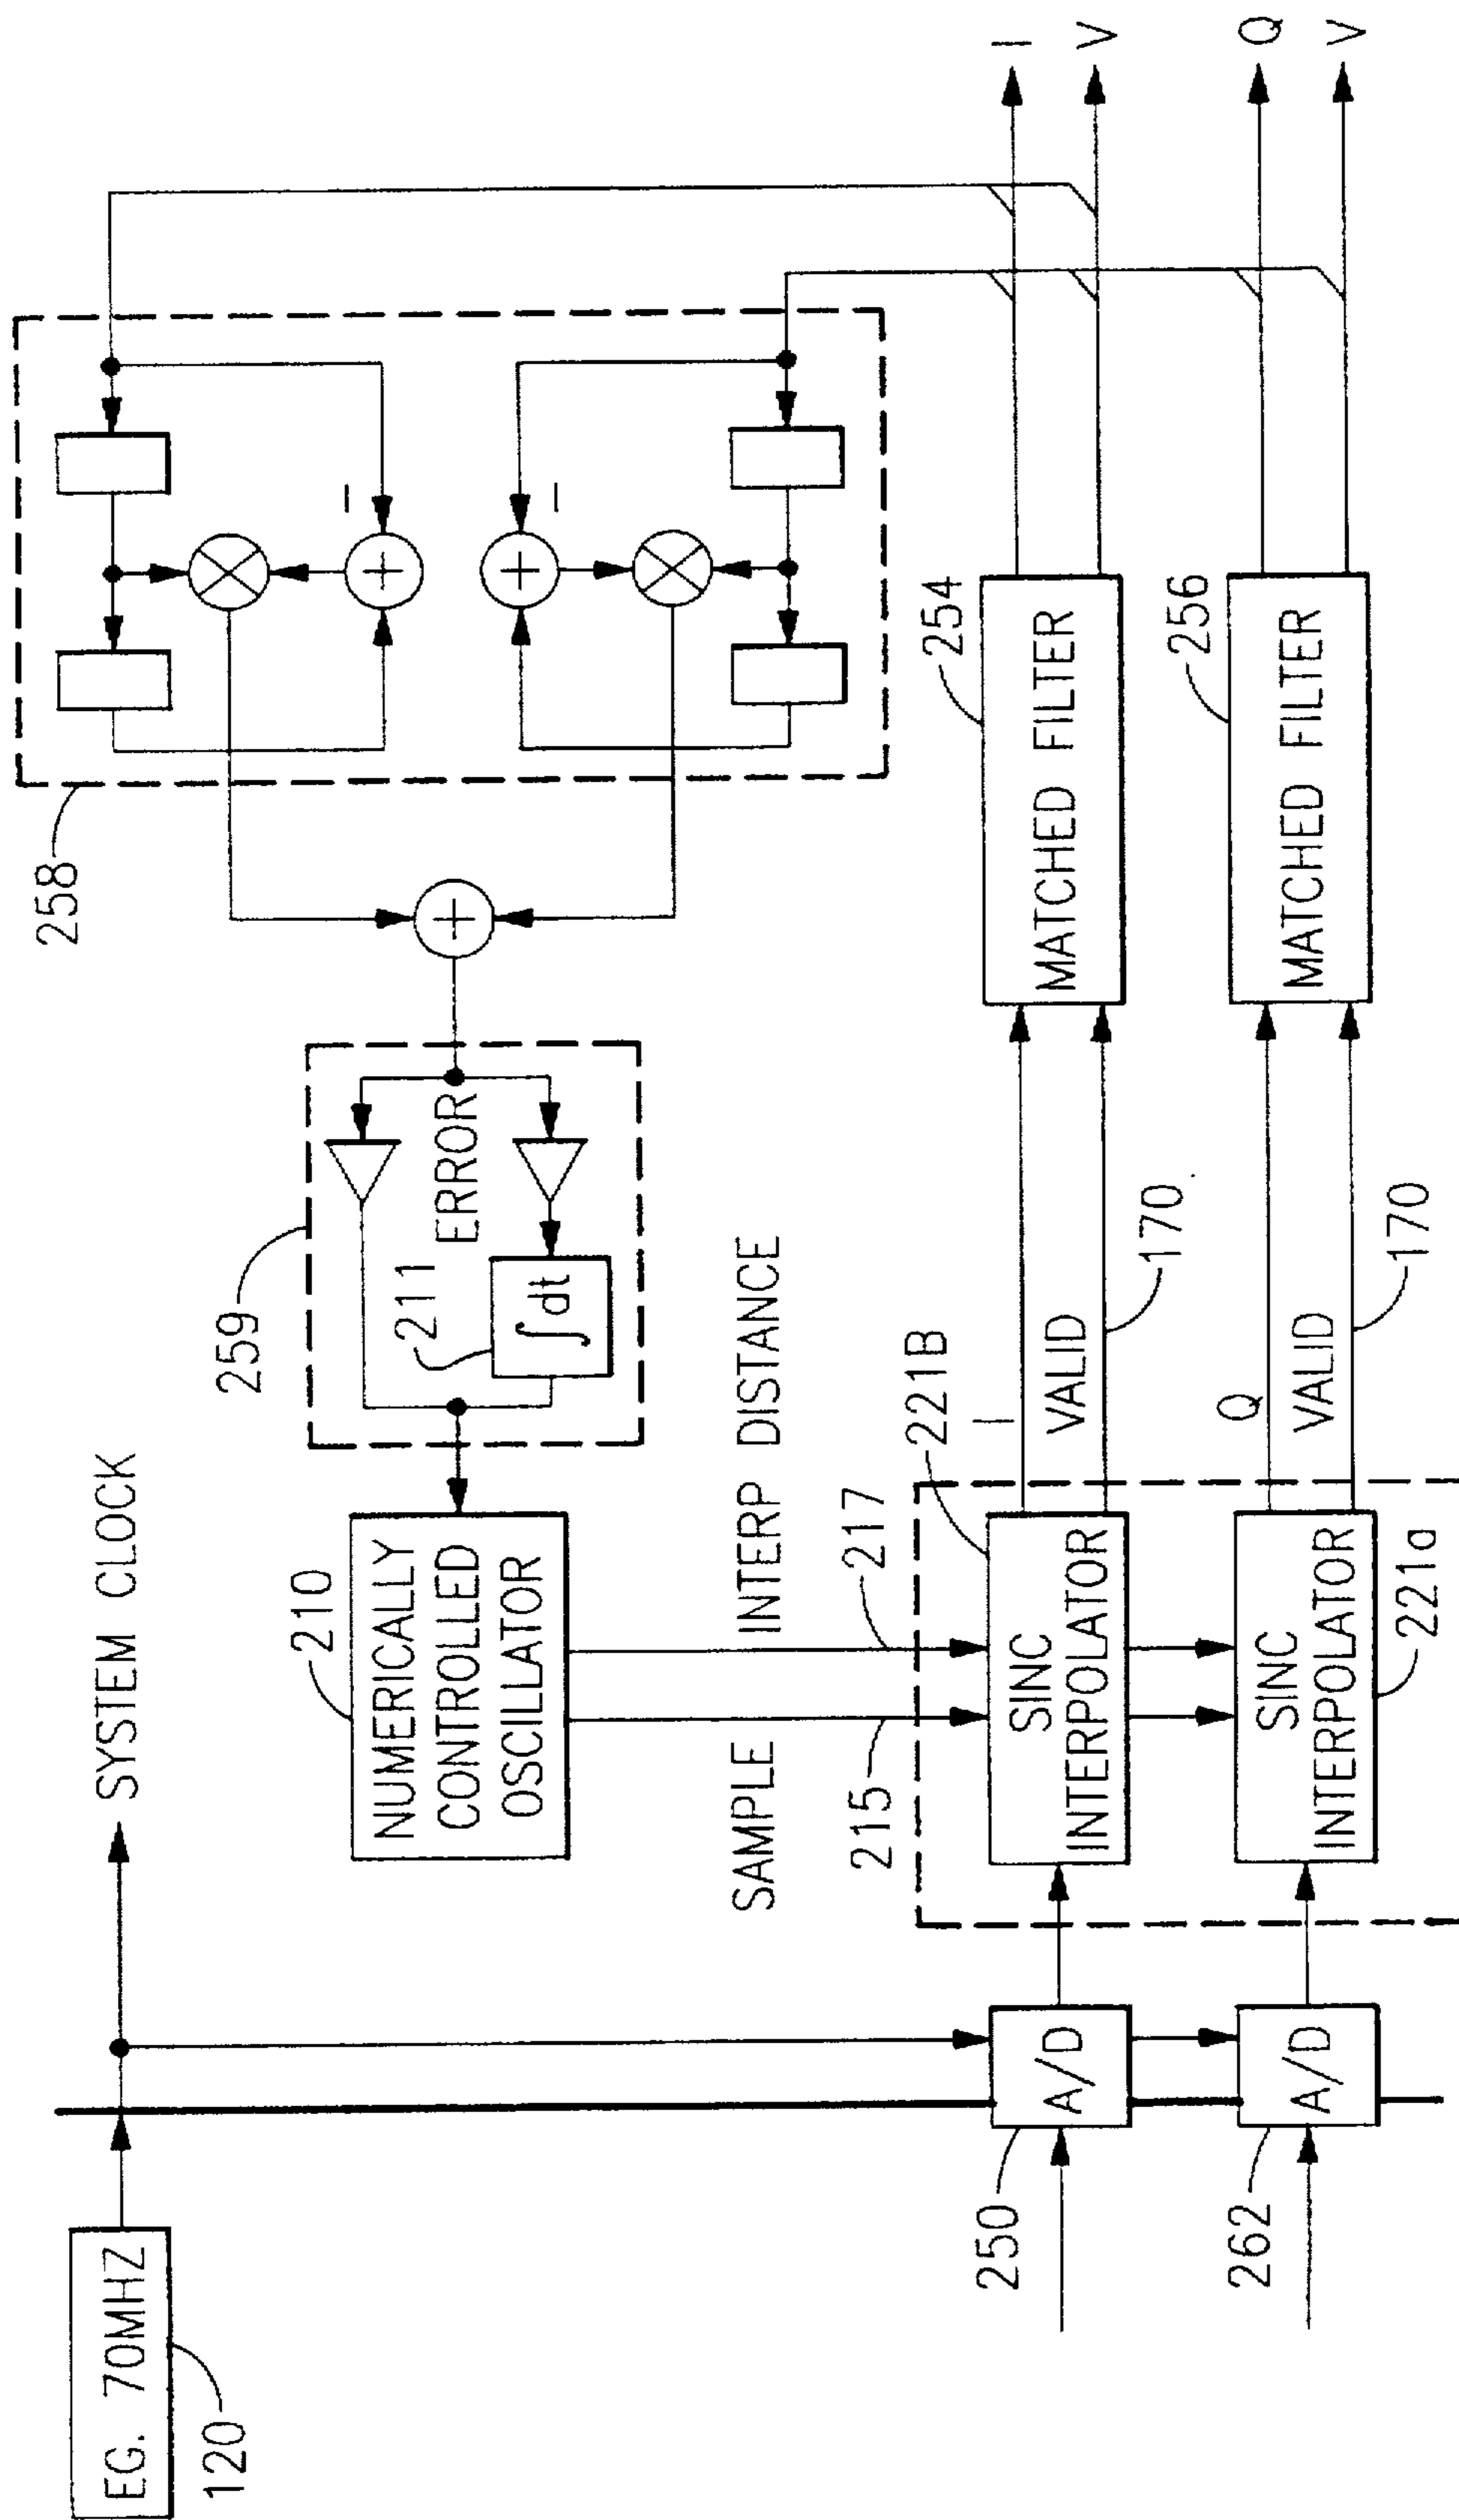 EG. 70MHZ
120
SYSTEM CLOCK
258
+
+
−
−
+
259
ERROR
211
∫dt
210
NUMERICALLY
CONTROLLED
OSCILLATOR
SAMPLE
INTERP DISTANCE
215
217
250
A/D
SINC
INTERPOLATOR
221B
I
VALID
170
MATCHED FILTER
254
I
V
262
A/D
SINC
INTERPOLATOR
221a
Q
VALID
170
MATCHED FILTER
256
Q
V